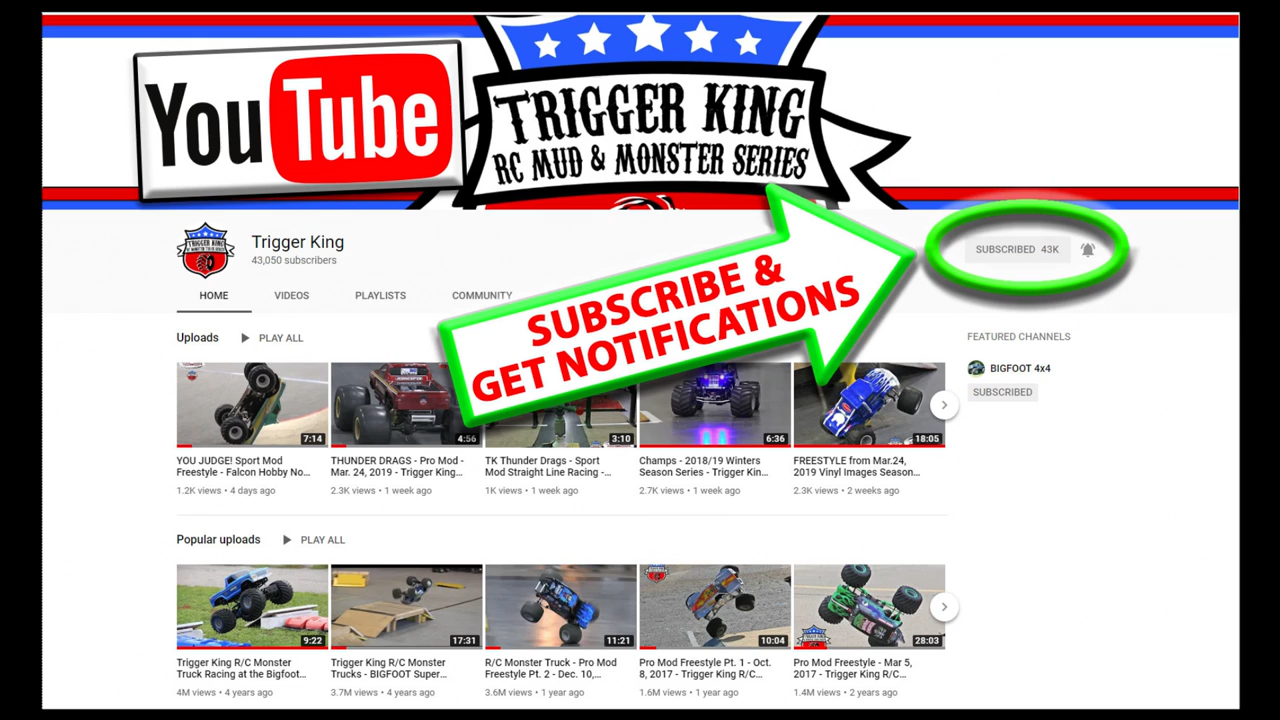 YouTube
TRIGGER KING
RC MUD & MONSTER SERIES
Trigger King
43,050 subscribers
SUBSCRIBED 43K
HOME
VIDEOS
PLAYLISTS
COMMUNITY
SUBSCRIBE &
GET NOTIFICATIONS
Uploads
PLAY ALL
FEATURED CHANNELS
BIGFOOT 4x4
SUBSCRIBED
7:14
4:56
3:10
6:36
18:05
YOU JUDGE! Sport Mod
Freestyle - Falcon Hobby No...
1.2K views • 4 days ago
THUNDER DRAGS - Pro Mod -
Mar. 24, 2019 - Trigger King...
2.3K views • 1 week ago
TK Thunder Drags - Sport
Mod Straight Line Racing -...
1K views • 1 week ago
Champs - 2018/19 Winters
Season Series - Trigger Kin...
2.7K views • 1 week ago
FREESTYLE from Mar.24,
2019 Vinyl Images Season...
2.3K views • 2 weeks ago
Popular uploads
PLAY ALL
9:22
17:31
11:21
10:04
28:03
Trigger King R/C Monster
Truck Racing at the Bigfoot...
4M views • 4 years ago
Trigger King R/C Monster
Trucks - BIGFOOT Super...
3.7M views • 4 years ago
R/C Monster Truck - Pro Mod
Freestyle Pt. 2 - Dec. 10,...
3.6M views • 1 year ago
Pro Mod Freestyle Pt. 1 - Oct.
8, 2017 - Trigger King R/C...
1.6M views • 1 year ago
Pro Mod Freestyle - Mar 5,
2017 - Trigger King R/C...
1.4M views • 2 years ago